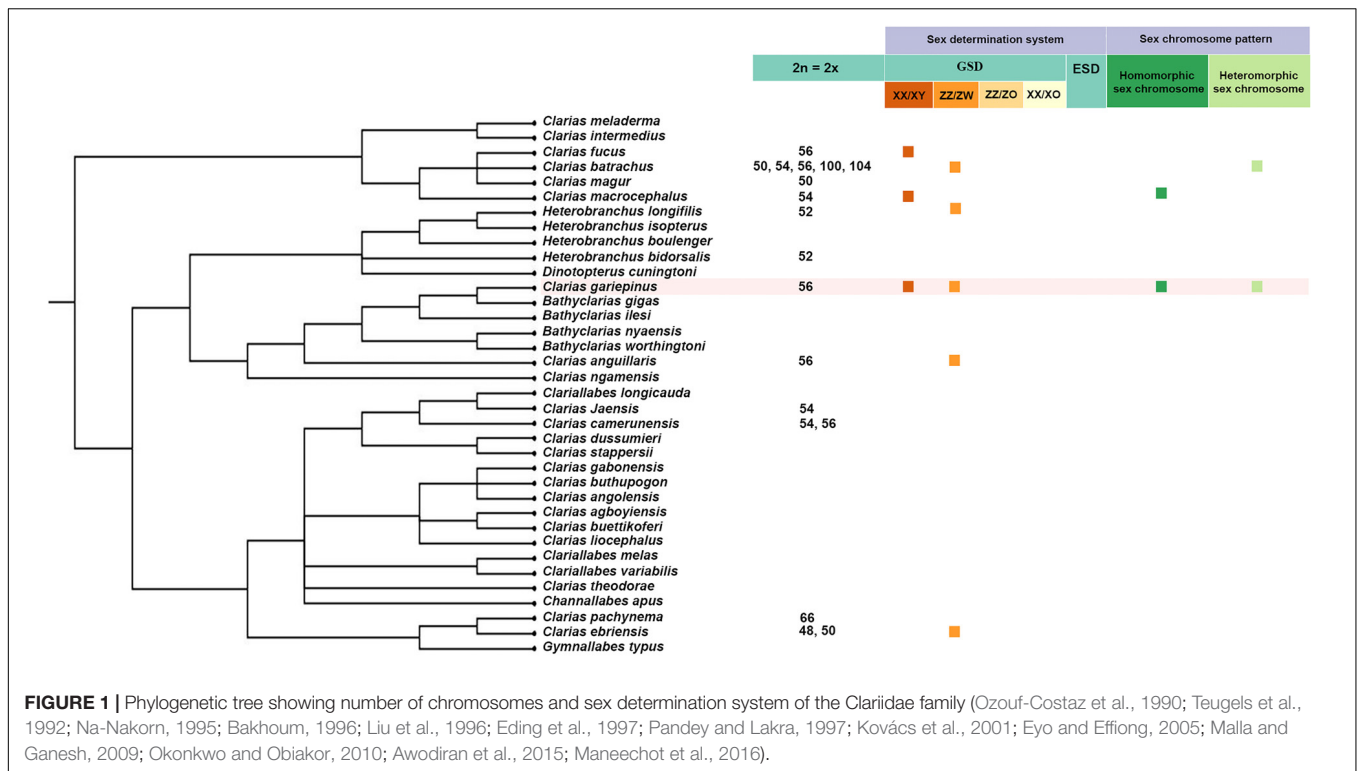 Sex determination system Sex chromosome pattern
2n = 2x GSD ESD Homomorphic sex chromosome Heteromorphic sex chromosome
XX/XY ZZ/ZW ZZ/ZO XX/XO
Clarias meladerma
Clarias intermedius
Clarias fucus 56
Clarias batrachus 50, 54, 56, 100, 104
Clarias magur 50
Clarias macrocephalus 54
Heterobranchus longifilis 52
Heterobranchus isopterus
Heterobranchus boulenger
Heterobranchus bidorsalis 52
Dinotopterus cuningtoni
Clarias gariepinus 56
Bathyclarias gigas
Bathyclarias ilesi
Bathyclarias nyaensis
Bathyclarias worthingtoni
Clarias anguillaris 56
Clarias ngamensis
Clariallabes longicauda
Clarias Jaensis 54
Clarias camerunensis 54, 56
Clarias dussumieri
Clarias stappersii
Clarias gabonensis
Clarias buthupogon
Clarias angolensis
Clarias agboyiensis
Clarias buettikoferi
Clarias liocephalus
Clariallabes melas
Clariallabes variabilis
Clarias theodorae
Channallabes apus
Clarias pachynema 66
Clarias ebriensis 48, 50
Gymnallabes typus
FIGURE 1 | Phylogenetic tree showing number of chromosomes and sex determination system of the Clariidae family (Ozouf-Costaz et al., 1990; Teugels et al.,
1992; Na-Nakorn, 1995; Bakhoum, 1996; Liu et al., 1996; Eding et al., 1997; Pandey and Lakra, 1997; Kovács et al., 2001; Eyo and Effiong, 2005; Malla and
Ganesh, 2009; Okonkwo and Obiakor, 2010; Awodiran et al., 2015; Maneechot et al., 2016).